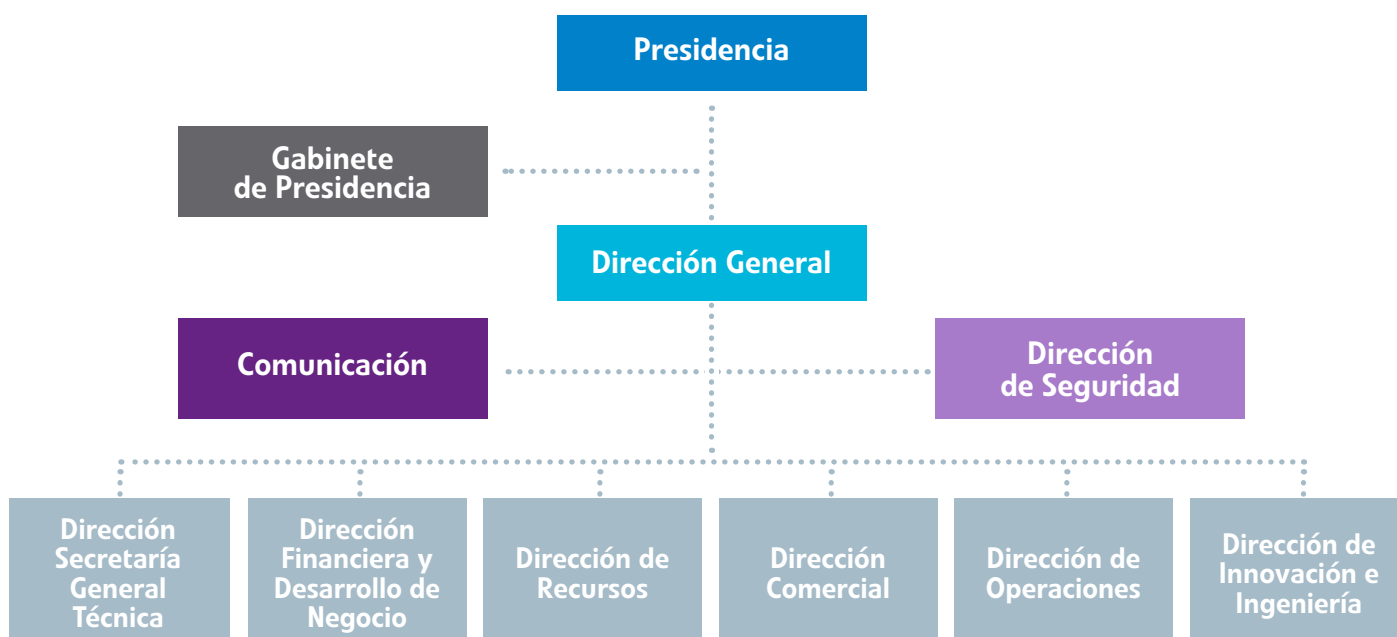 Presidencia
Gabinete
de Presidencia
Dirección General
Comunicación
Dirección
de Seguridad
Dirección
Secretaría
General
Técnica
Dirección
Financiera y
Desarrollo de
Negocio
Dirección de
Recursos
Dirección
Comercial
Dirección de
Operaciones
Dirección de
Innovación e
Ingeniería